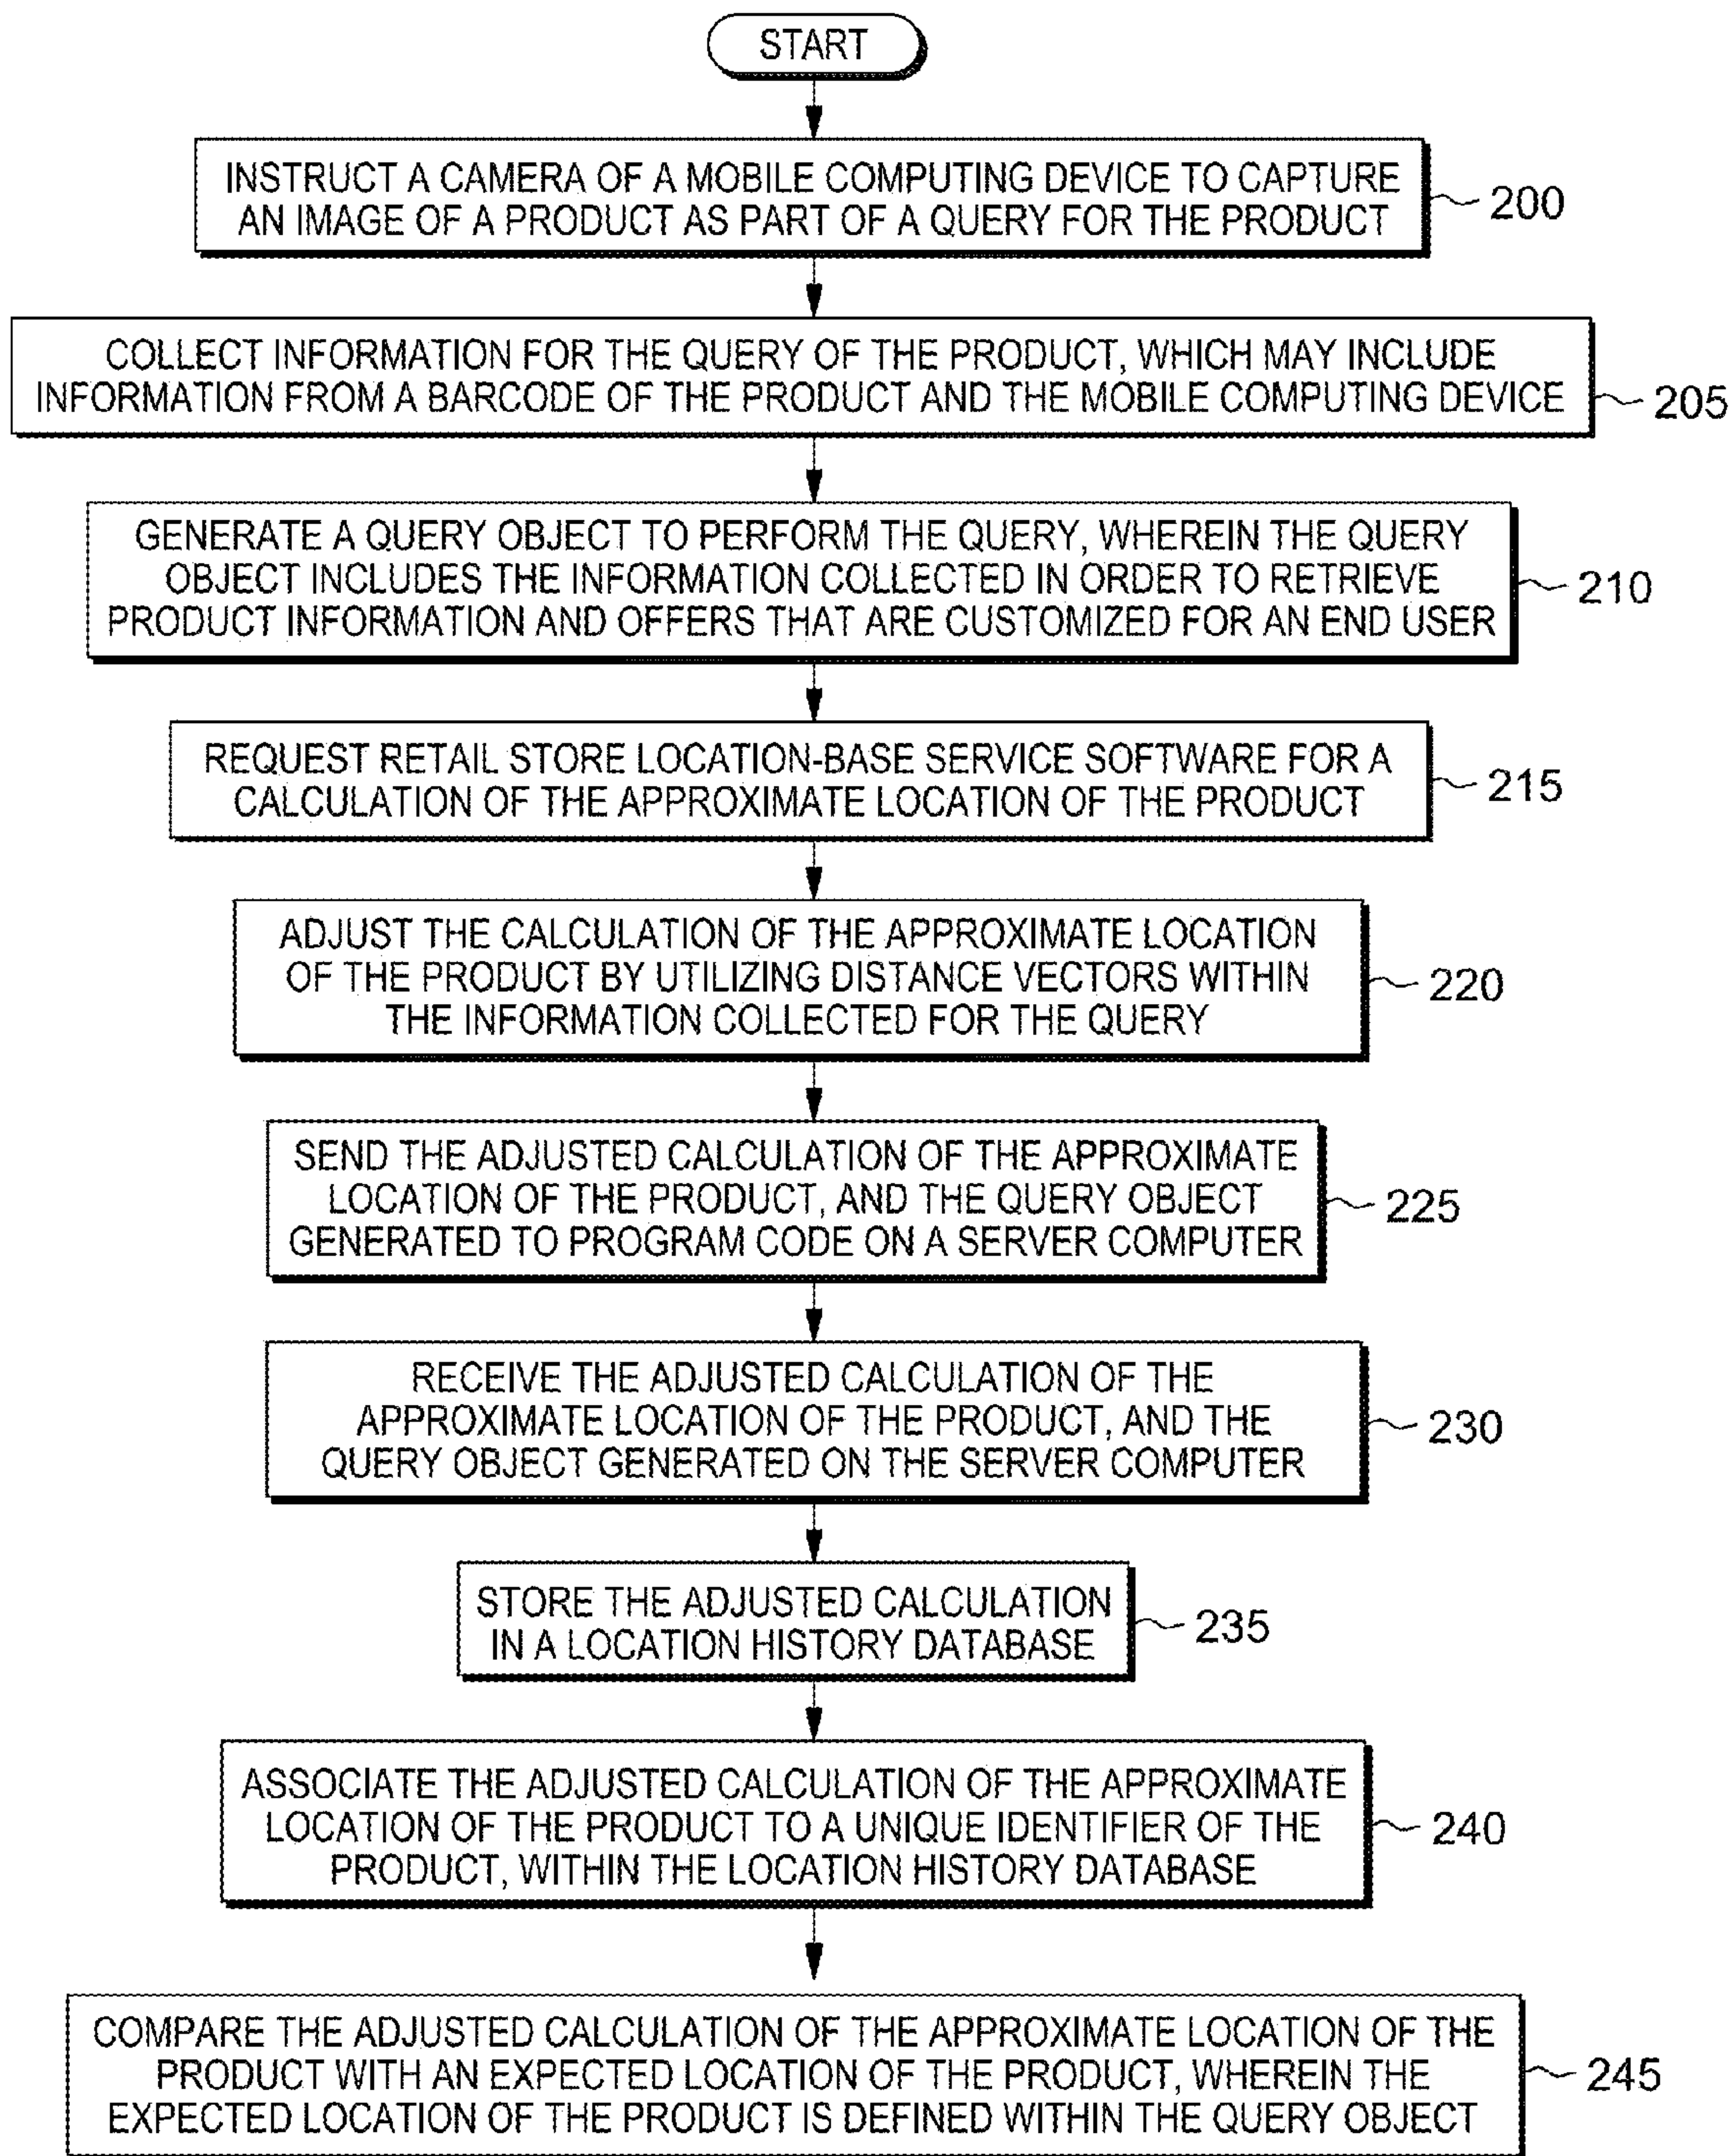 START
INSTRUCT A CAMERA OF A MOBILE COMPUTING DEVICE TO CAPTURE
AN IMAGE OF A PRODUCT AS PART OF A QUERY FOR THE PRODUCT
200
COLLECT INFORMATION FOR THE QUERY OF THE PRODUCT, WHICH MAY INCLUDE
INFORMATION FROM A BARCODE OF THE PRODUCT AND THE MOBILE COMPUTING DEVICE
205
GENERATE A QUERY OBJECT TO PERFORM THE QUERY, WHEREIN THE QUERY
OBJECT INCLUDES THE INFORMATION COLLECTED IN ORDER TO RETRIEVE
PRODUCT INFORMATION AND OFFERS THAT ARE CUSTOMIZED FOR AN END USER
210
REQUEST RETAIL STORE LOCATION-BASE SERVICE SOFTWARE FOR A
CALCULATION OF THE APPROXIMATE LOCATION OF THE PRODUCT
215
ADJUST THE CALCULATION OF THE APPROXIMATE LOCATION
OF THE PRODUCT BY UTILIZING DISTANCE VECTORS WITHIN
THE INFORMATION COLLECTED FOR THE QUERY
220
SEND THE ADJUSTED CALCULATION OF THE APPROXIMATE
LOCATION OF THE PRODUCT, AND THE QUERY OBJECT
GENERATED TO PROGRAM CODE ON A SERVER COMPUTER
225
RECEIVE THE ADJUSTED CALCULATION OF THE
APPROXIMATE LOCATION OF THE PRODUCT, AND THE
QUERY OBJECT GENERATED ON THE SERVER COMPUTER
230
STORE THE ADJUSTED CALCULATION
IN A LOCATION HISTORY DATABASE
235
ASSOCIATE THE ADJUSTED CALCULATION OF THE APPROXIMATE
LOCATION OF THE PRODUCT TO A UNIQUE IDENTIFIER OF THE
PRODUCT, WITHIN THE LOCATION HISTORY DATABASE
240
COMPARE THE ADJUSTED CALCULATION OF THE APPROXIMATE LOCATION OF THE
PRODUCT WITH AN EXPECTED LOCATION OF THE PRODUCT, WHEREIN THE
EXPECTED LOCATION OF THE PRODUCT IS DEFINED WITHIN THE QUERY OBJECT
245